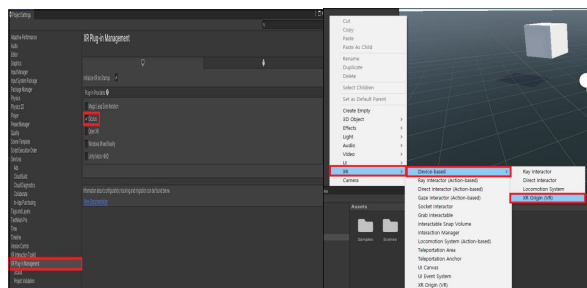 Project Settings
Adaptive Performance
Audio
Editor
Graphics
Input Manager
Input System Package
Package Manager
Physics
Physics 2D
Player
Preset Manager
Quality
Scene Template
Script Execution Order
Services
Ads
Cloud Build
Cloud Diagnostics
Collaborate
In-App Purchasing
Tags and Layers
TextMesh Pro
Time
Timeline
Version Control
XR Interaction Toolkit
XR Plug-in Management
Oculus
Project Validation
XR Plug-in Management
Initialize XR on Startup
Plug-in Providers
Magic Leap Zero Iteration
Oculus
Open XR
Windows Mixed Reality
Unity Mock HMD
Information about configuration, tracking and migration can be found below.
View Documentation
Cut
Copy
Paste
Paste As Child
Rename
Duplicate
Delete
Select Children
Set as Default Parent
Create Empty
3D Object
Effects
Light
Audio
Video
UI
XR
Camera
Device-based
Ray Interactor (Action-based)
Direct Interactor (Action-based)
Gaze Interactor (Action-based)
Socket Interactor
Grab Interactable
Interactable Snap Volume
Interaction Manager
Locomotion System (Action-based)
Teleportation Area
Teleportation Anchor
UI Canvas
UI Event System
XR Origin (VR)
Ray Interactor
Direct Interactor
Locomotion System
XR Origin (VR)
Assets
Samples
Scenes